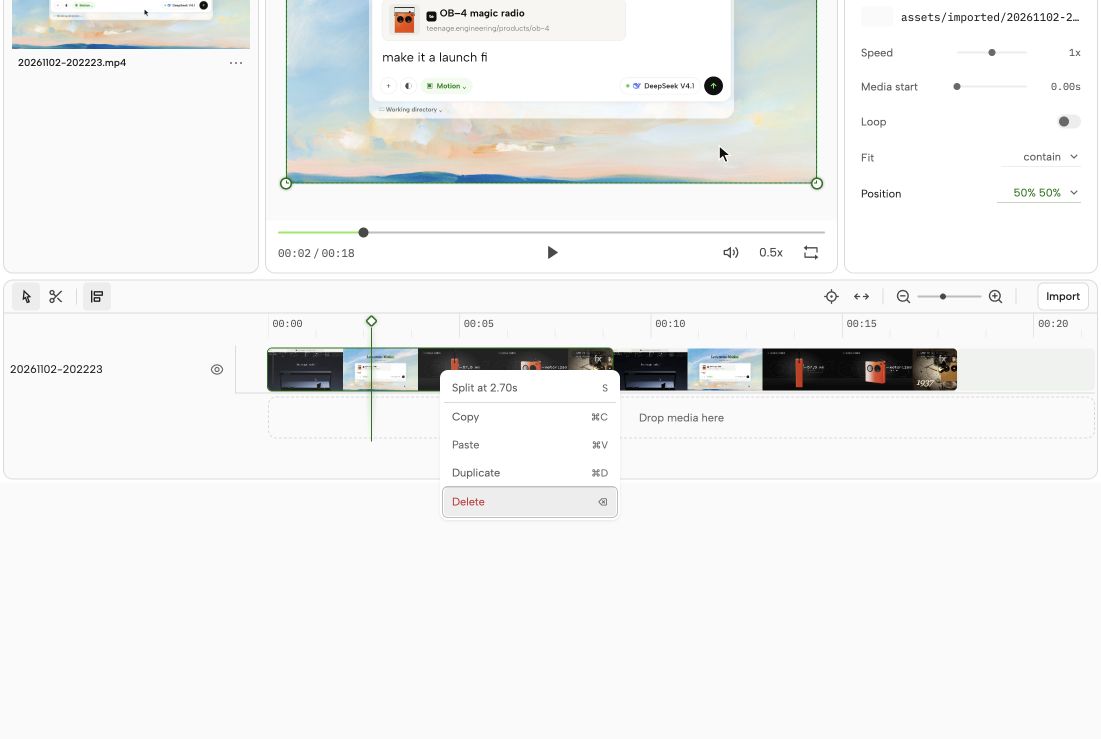 20261102-202223.mp4
OB–4 magic radio
teenage.engineering/products/ob-4
make it a launch fi
Motion
DeepSeek V4.1
Working directory
00:02 / 00:18
0.5x
assets/imported/20261102-2…
Speed
1x
Media start
0.00s
Loop
Fit
contain
Position
50% 50%
Import
00:00
00:05
00:10
00:15
00:20
20261102-202223
fx
fx
1937
Split at 2.70s
S
Copy
⌘C
Paste
⌘V
Duplicate
⌘D
Delete
Drop media here